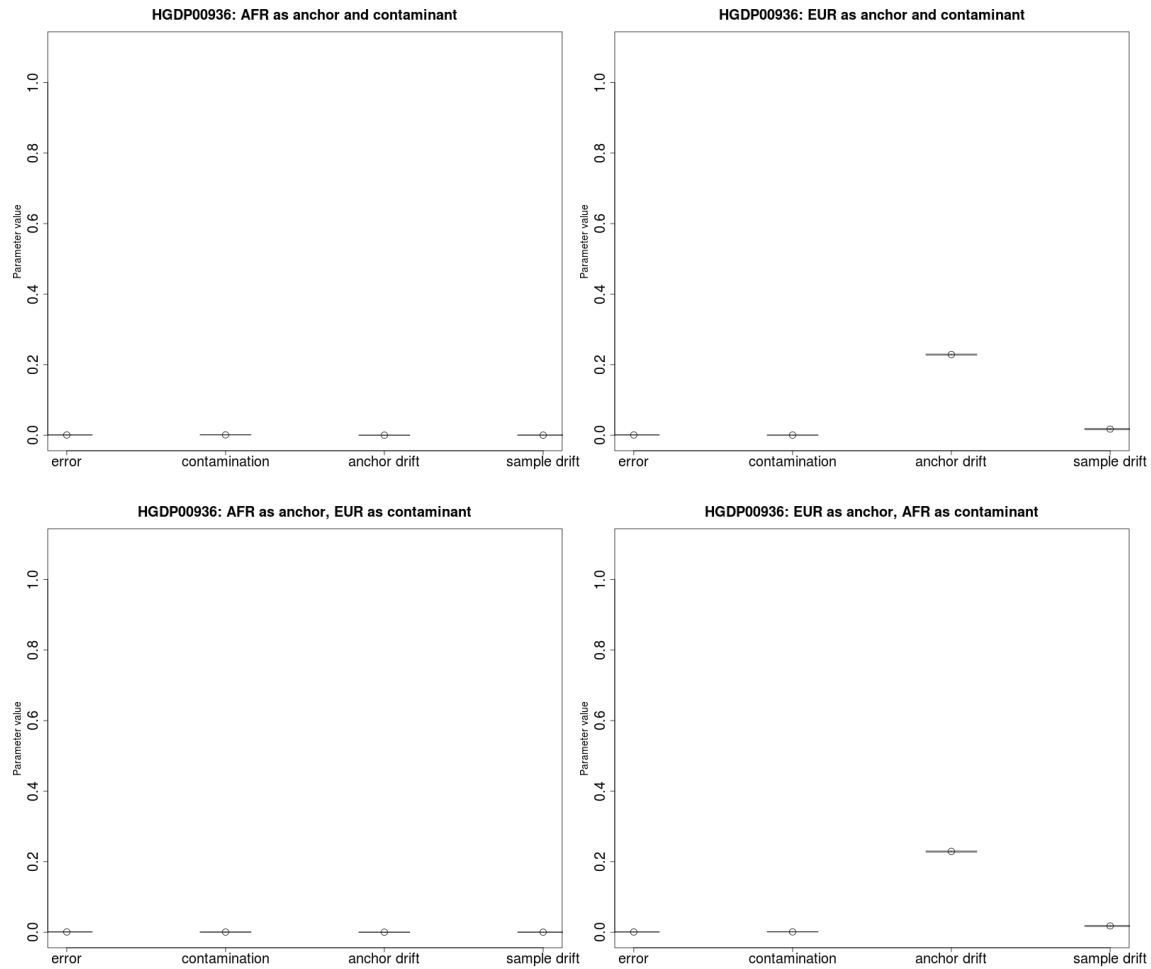 HGDP00936: AFR as anchor and contaminant
Parameter value
1.0
0.8
0.6
0.4
0.2
0.0
error contamination anchor drift sample drift
HGDP00936: EUR as anchor and contaminant
Parameter value
1.0
0.8
0.6
0.4
0.2
0.0
error contamination anchor drift sample drift
HGDP00936: AFR as anchor, EUR as contaminant
Parameter value
1.0
0.8
0.6
0.4
0.2
0.0
error contamination anchor drift sample drift
HGDP00936: EUR as anchor, AFR as contaminant
Parameter value
1.0
0.8
0.6
0.4
0.2
0.0
error contamination anchor drift sample drift